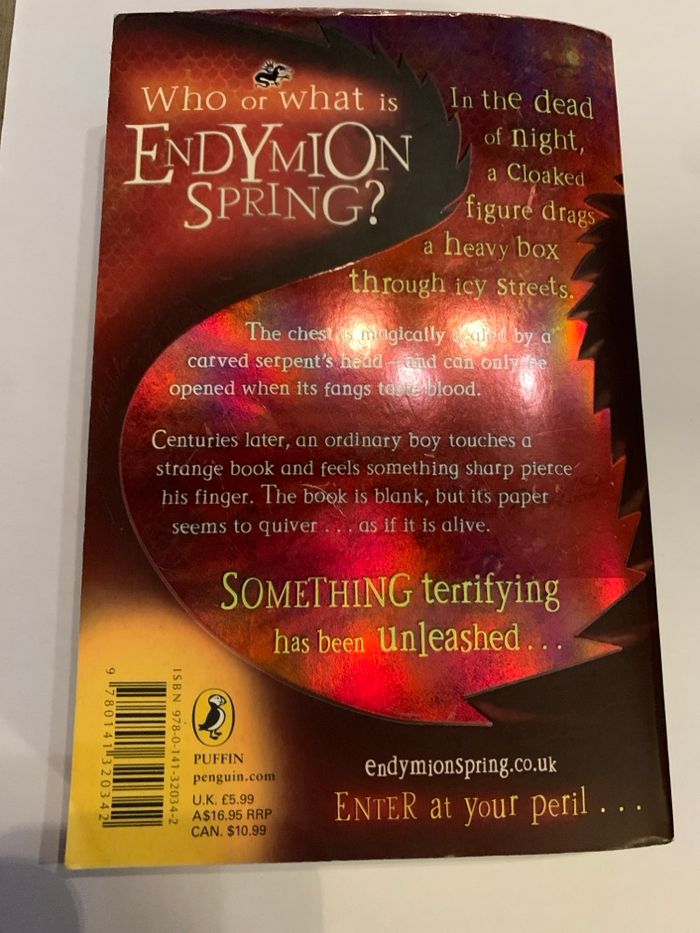 Who or what is
ENDYMION
SPRING?
In the dead
of night,
a Cloaked
figure drags
a heavy box
through icy Streets.
The chest is magically sealed by a
carved serpent's head – and can only be
opened when its fangs taste blood.
Centuries later, an ordinary boy touches a
strange book and feels something sharp pierce
his finger. The book is blank, but its paper
seems to quiver . . . as if it is alive.
SOMETHING terrifying
has been unleashed . . .
ISBN 978-0-141-32034-2
9 780141 320342
PUFFIN
penguin.com
U.K. £5.99
A$16.95 RRP
CAN. $10.99
endymionspring.co.uk
ENTER at your peril . . .